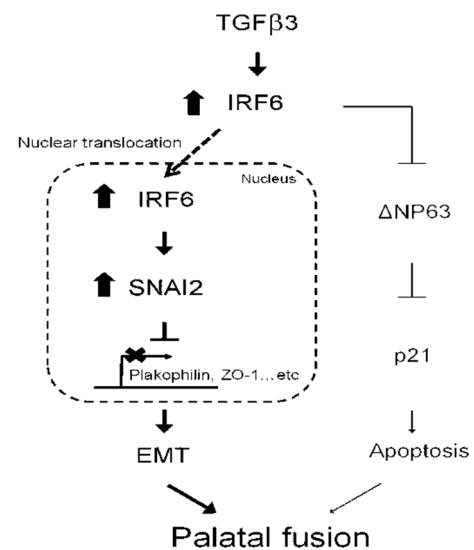 TGFβ3
IRF6
Nuclear translocation
Nucleus
IRF6
ΔNP63
SNAI2
p21
Plakophilin, ZO-1...etc
EMT
Apoptosis
Palatal fusion